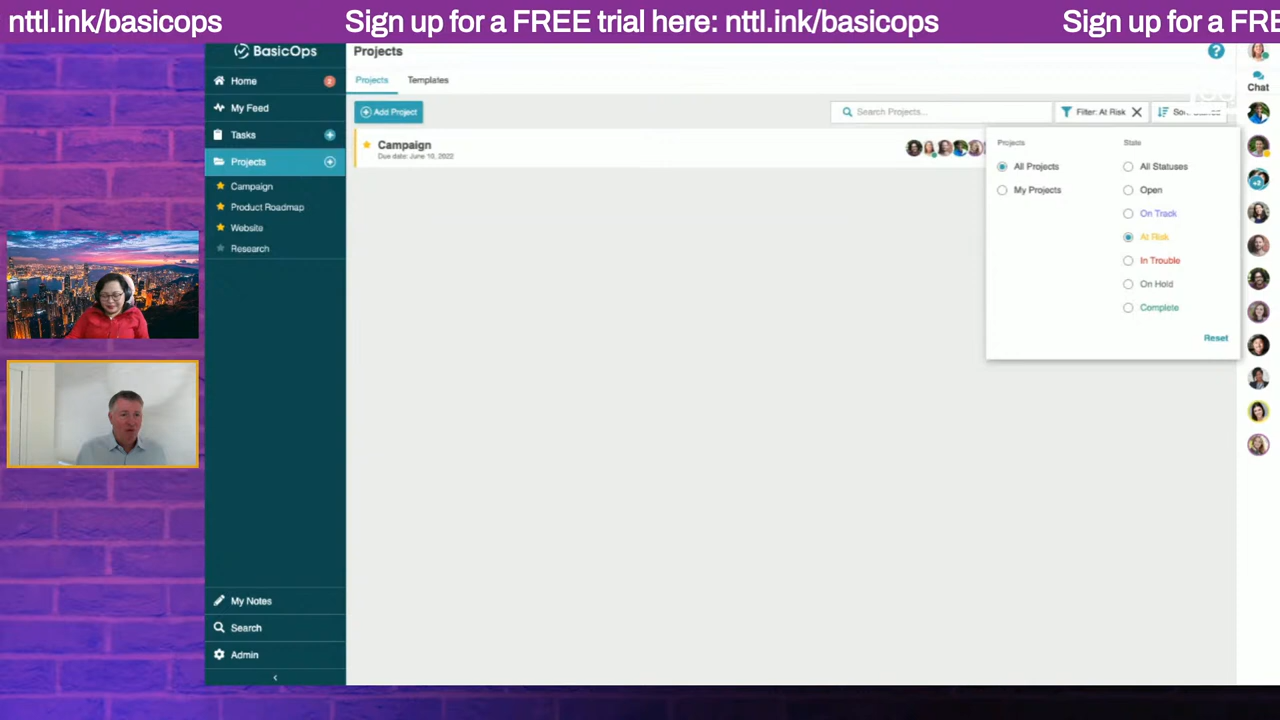 nttl.ink/basicops Sign up for a FREE trial here: nttl.ink/basicops Sign up for a FRE
BasicOps
Projects
?
Home 2
My Feed
Tasks
Projects
Campaign
Product Roadmap
Website
Research
My Notes
Search
Admin
Projects Templates
Add Project
Search Projects...
Filter: At Risk
Campaign
Due date: June 10, 2022
Projects
All Projects
My Projects
State
All Statuses
Open
On Track
At Risk
In Trouble
On Hold
Complete
Reset
Chat
+2